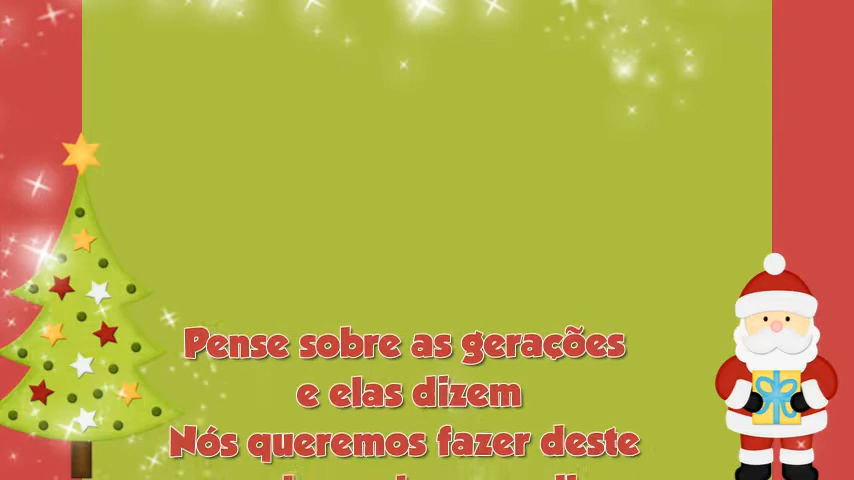 Pense sobre as gerações
e elas dizem
Nós queremos fazer deste